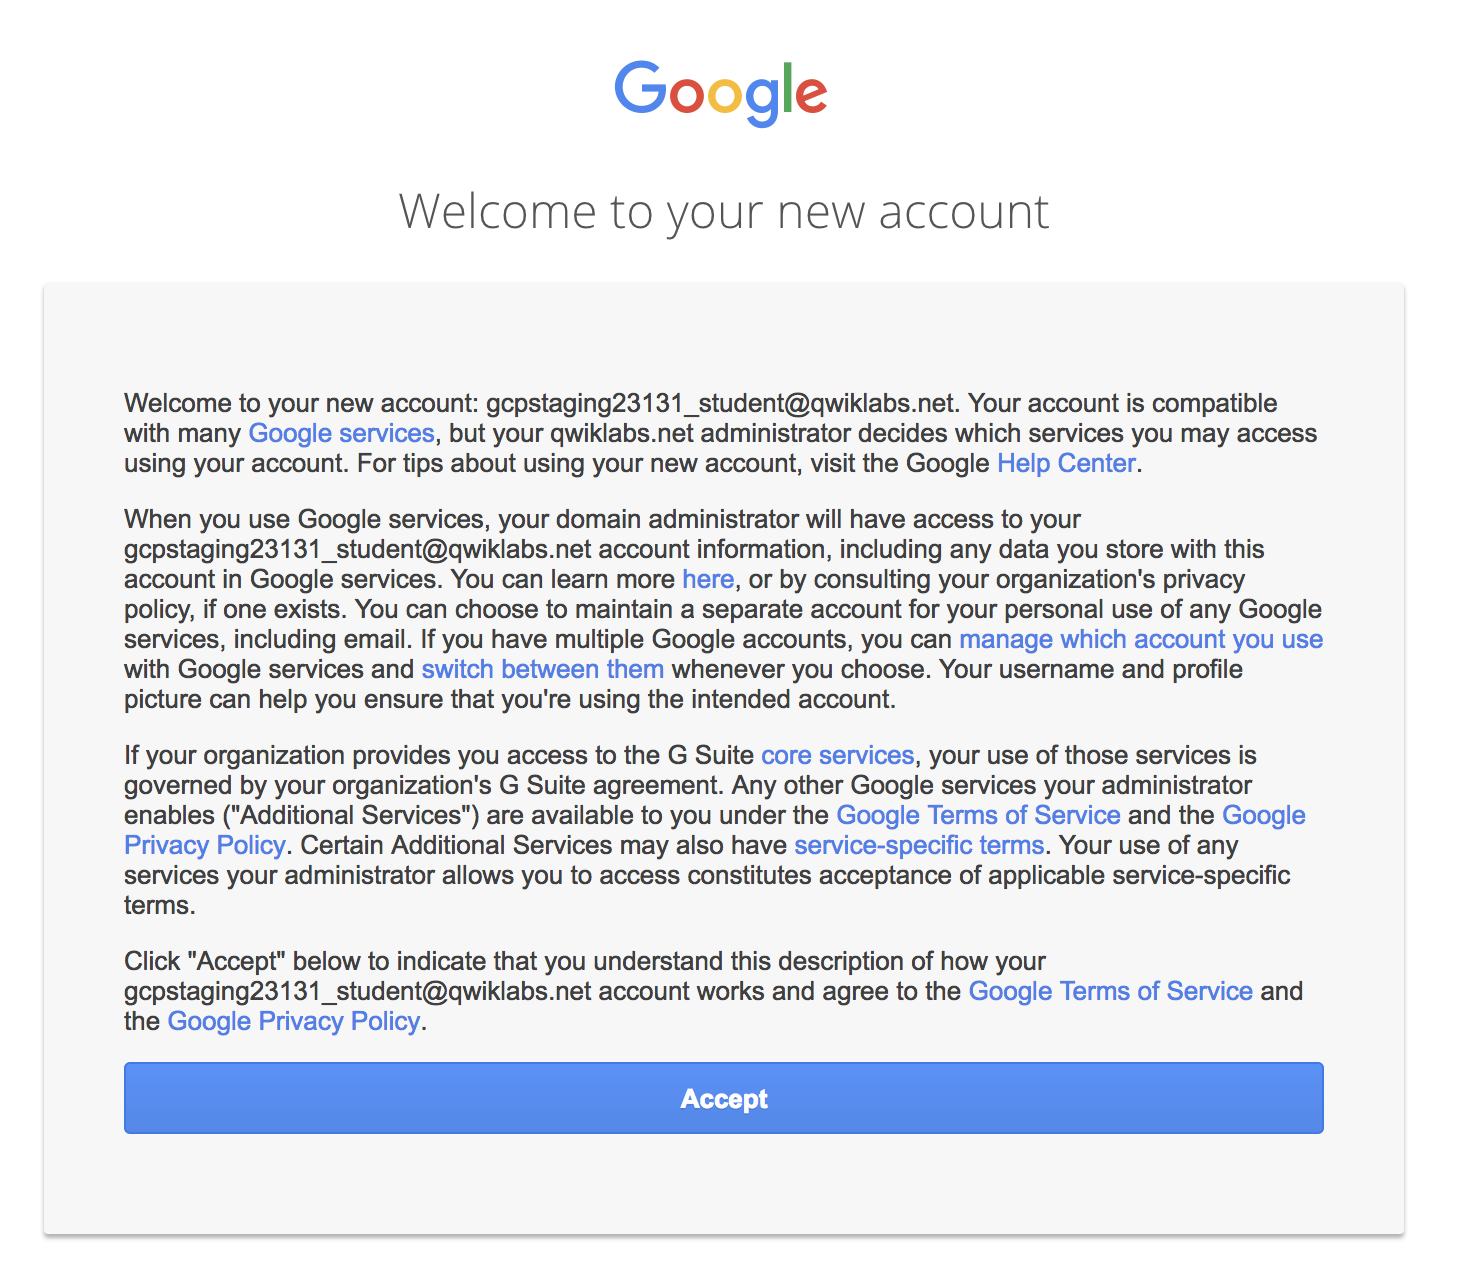 Google
Welcome to your new account
Welcome to your new account: gcpstaging23131_student@qwiklabs.net. Your account is compatible
with many Google services, but your qwiklabs.net administrator decides which services you may access
using your account. For tips about using your new account, visit the Google Help Center.
When you use Google services, your domain administrator will have access to your
gcpstaging23131_student@qwiklabs.net account information, including any data you store with this
account in Google services. You can learn more here, or by consulting your organization's privacy
policy, if one exists. You can choose to maintain a separate account for your personal use of any Google
services, including email. If you have multiple Google accounts, you can manage which account you use
with Google services and switch between them whenever you choose. Your username and profile
picture can help you ensure that you're using the intended account.
If your organization provides you access to the G Suite core services, your use of those services is
governed by your organization's G Suite agreement. Any other Google services your administrator
enables ("Additional Services") are available to you under the Google Terms of Service and the Google
Privacy Policy. Certain Additional Services may also have service-specific terms. Your use of any
services your administrator allows you to access constitutes acceptance of applicable service-specific
terms.
Click "Accept" below to indicate that you understand this description of how your
gcpstaging23131_student@qwiklabs.net account works and agree to the Google Terms of Service and
the Google Privacy Policy.
Accept